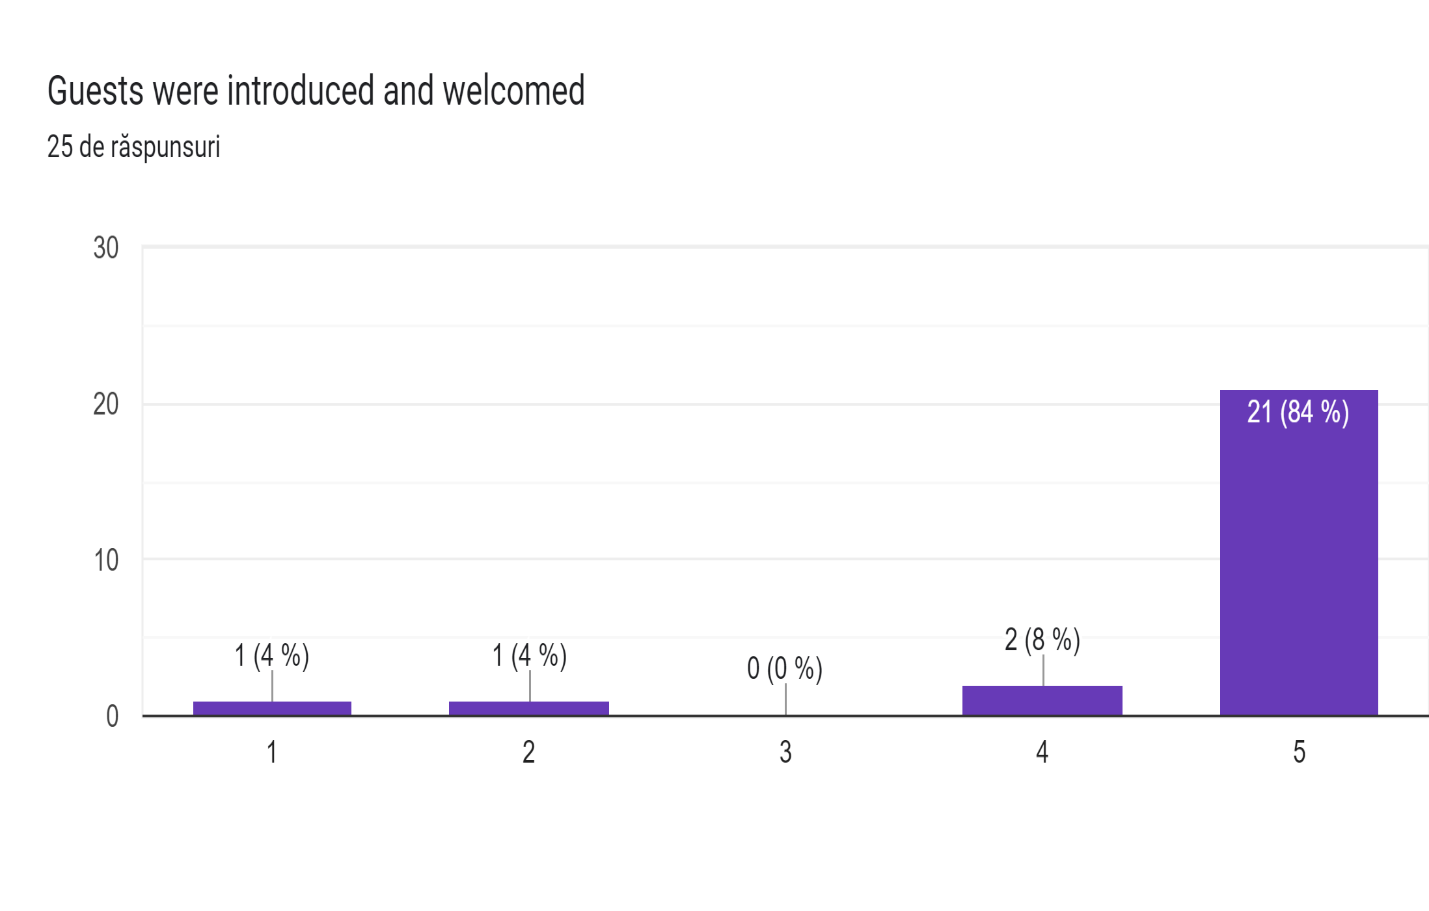 Guests were introduced and welcomed
25 de răspunsuri
30
20
10
0
1 (4 %)
1 (4 %)
0 (0 %)
2 (8 %)
21 (84 %)
1
2
3
4
5